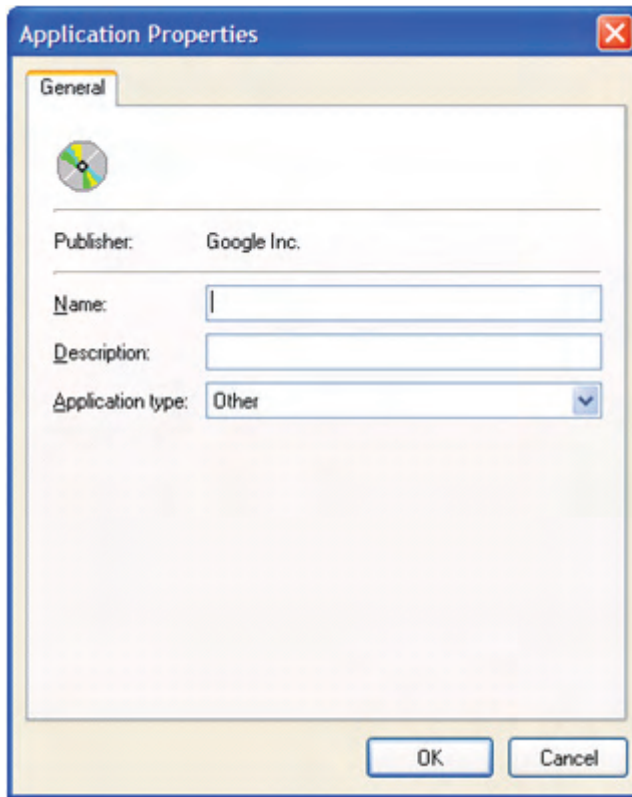 Application Properties
General
Publisher: Google Inc.
Name:
Description:
Application type: Other
OK Cancel